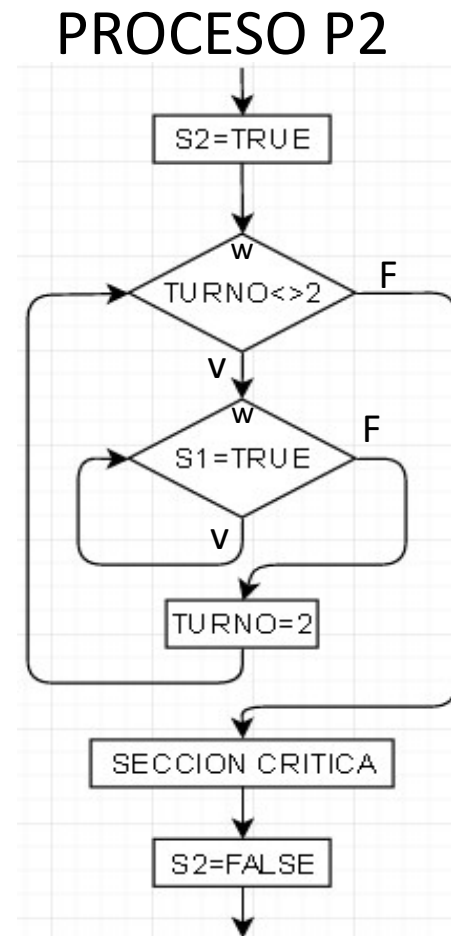 PROCESO P2
S2=TRUE
w
TURNO<>2
F
V
w
S1=TRUE
F
V
TURNO=2
SECCION CRITICA
S2=FALSE